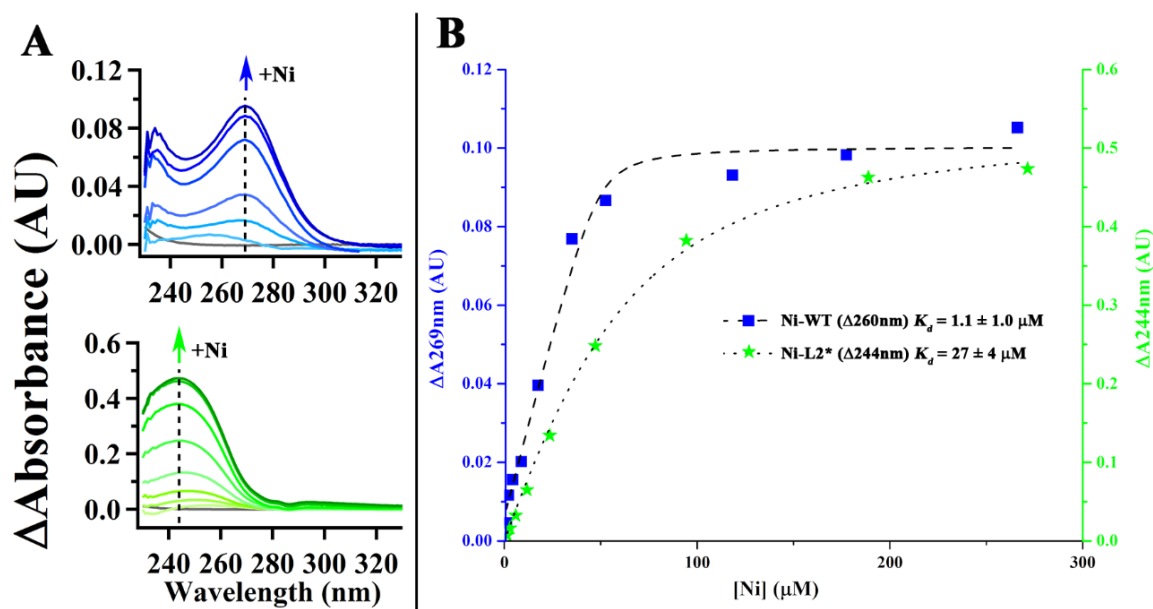 A
ΔAbsorbance (AU)
0.12
0.08
0.04
0.00
+Ni
240 260 280 300 320
0.6
0.4
0.2
0.0
+Ni
240 260 280 300 320
Wavelength (nm)
B
ΔA269nm (AU)
0.12
0.10
0.08
0.06
0.04
0.02
0.00
Ni-WT (Δ260nm) Kd = 1.1 ± 1.0 μM
Ni-L2* (Δ244nm) Kd = 27 ± 4 μM
0 100 200 300
[Ni] (μM)
0.6
0.5
0.4
0.3
0.2
0.1
0.0
ΔA244nm (AU)